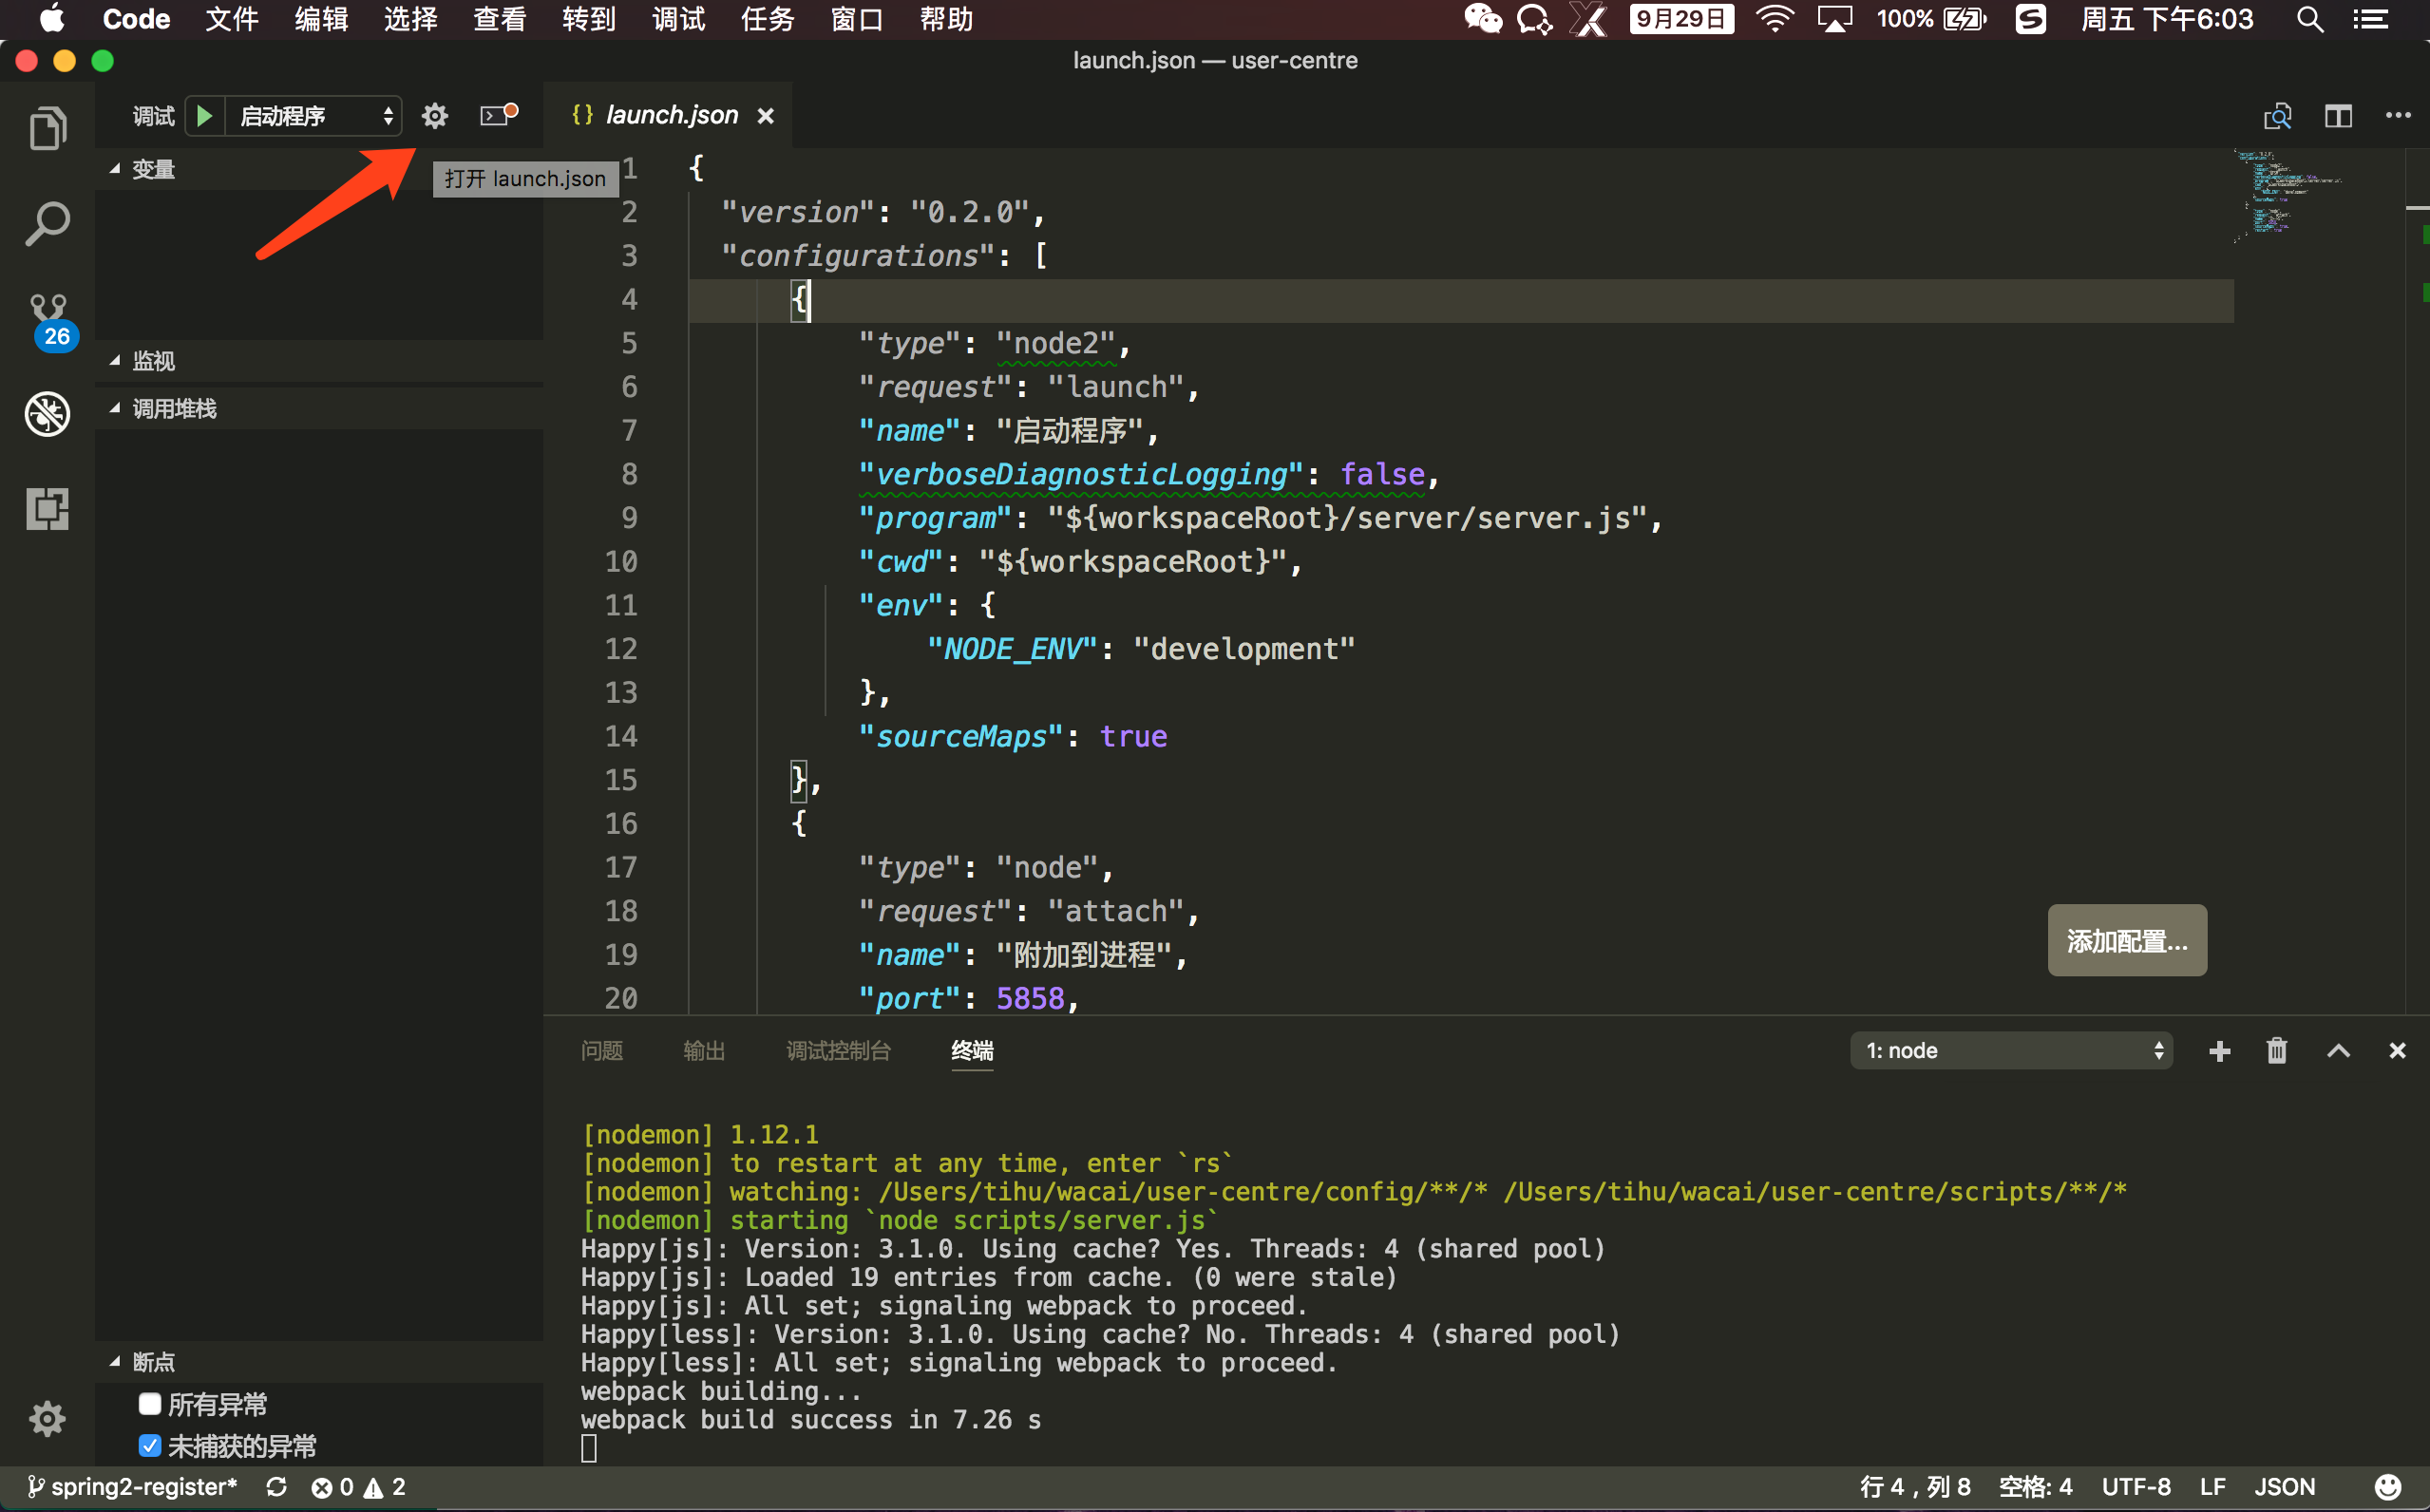 Code 文件 编辑 选择 查看 转到 调试 任务 窗口 帮助 9月29日 100% 周五 下午6:03
launch.json — user-centre
调试 启动程序 {} launch.json
打开 launch.json
变量
26
监视
调用堆栈
断点
所有异常
未捕获的异常
1 {
2 "version": "0.2.0",
3 "configurations": [
4 {
5 "type": "node2",
6 "request": "launch",
7 "name": "启动程序",
8 "verboseDiagnosticLogging": false,
9 "program": "${workspaceRoot}/server/server.js",
10 "cwd": "${workspaceRoot}",
11 "env": {
12 "NODE_ENV": "development"
13 },
14 "sourceMaps": true
15 },
16 {
17 "type": "node",
18 "request": "attach",
19 "name": "附加到进程",
20 "port": 5858,
添加配置...
问题 输出 调试控制台 终端 1: node
[nodemon] 1.12.1
[nodemon] to restart at any time, enter `rs`
[nodemon] watching: /Users/tihu/wacai/user-centre/config/**/* /Users/tihu/wacai/user-centre/scripts/**/*
[nodemon] starting `node scripts/server.js`
Happy[js]: Version: 3.1.0. Using cache? Yes. Threads: 4 (shared pool)
Happy[js]: Loaded 19 entries from cache. (0 were stale)
Happy[js]: All set; signaling webpack to proceed.
Happy[less]: Version: 3.1.0. Using cache? No. Threads: 4 (shared pool)
Happy[less]: All set; signaling webpack to proceed.
webpack building...
webpack build success in 7.26 s
spring2-register* 0 2 行 4，列 8 空格: 4 UTF-8 LF JSON